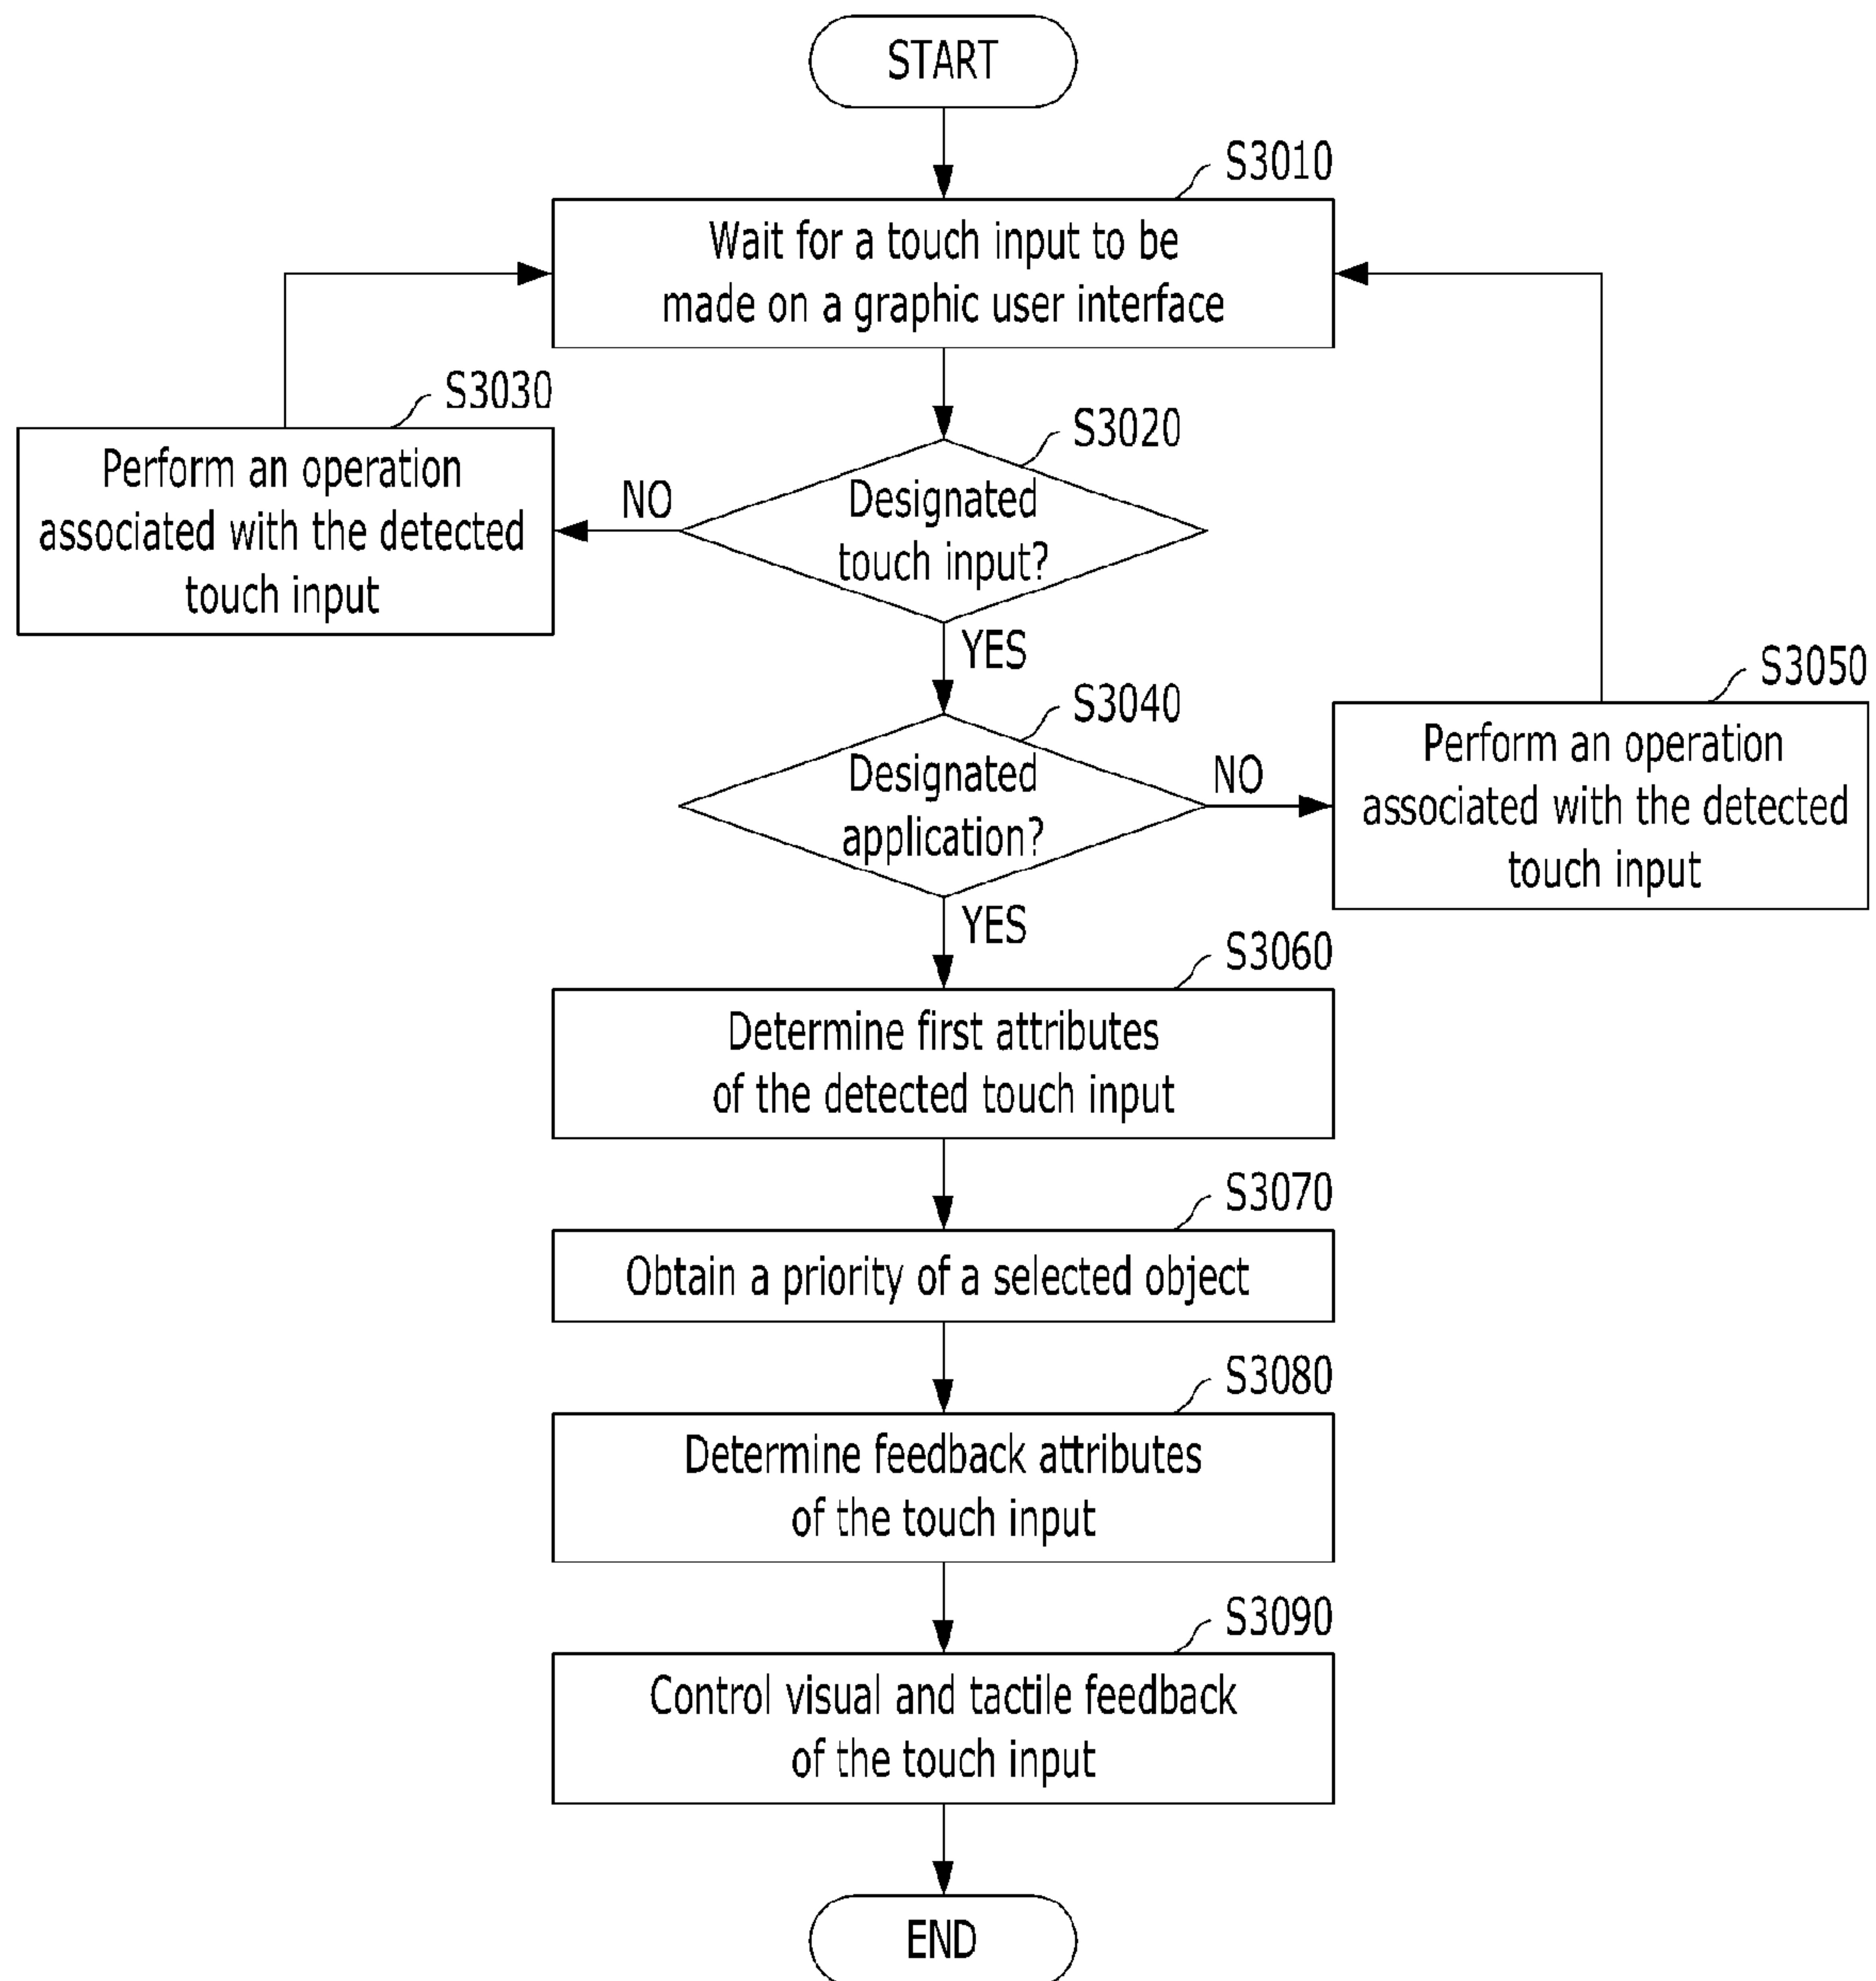 START
S3010
Wait for a touch input to be
made on a graphic user interface
S3030
Perform an operation
associated with the detected
touch input
S3020
NO
Designated
touch input?
YES
S3040
Designated
application?
NO
S3050
Perform an operation
associated with the detected
touch input
YES
S3060
Determine first attributes
of the detected touch input
S3070
Obtain a priority of a selected object
S3080
Determine feedback attributes
of the touch input
S3090
Control visual and tactile feedback
of the touch input
END